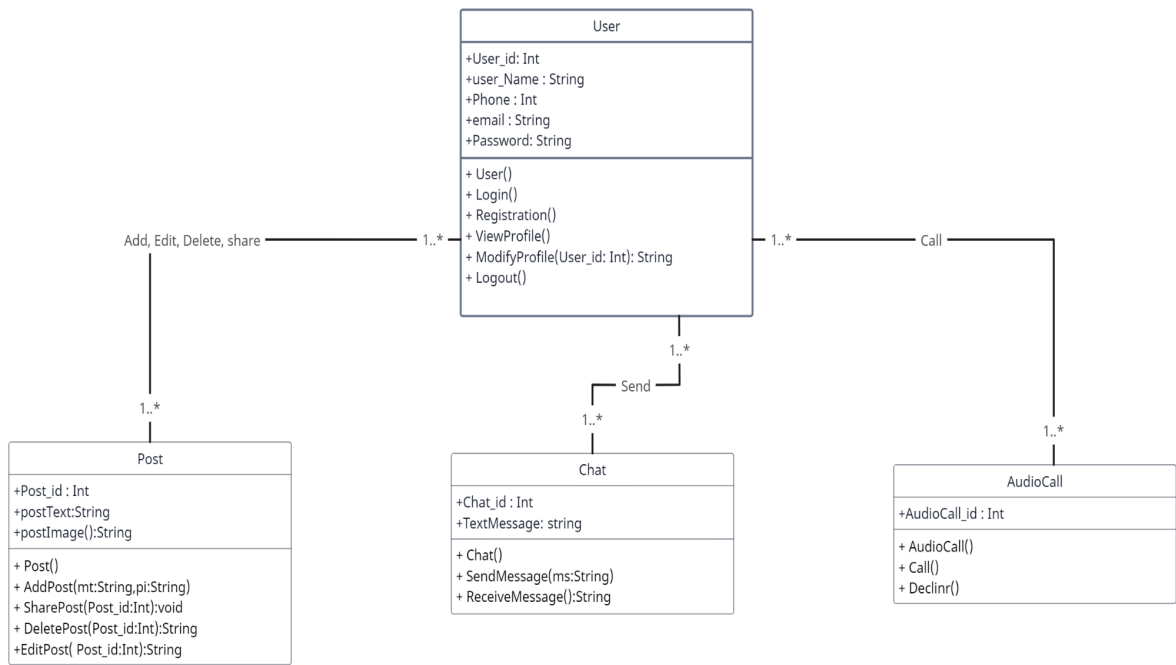 User
+User_id: Int
+user_Name : String
+Phone : Int
+email : String
+Password: String
+ User()
+ Login()
+ Registration()
+ ViewProfile()
+ ModifyProfile(User_id: Int): String
+ Logout()
Add, Edit, Delete, share
1..*
1..*
Call
1..*
Send
1..*
1..*
1..*
Post
+Post_id : Int
+postText:String
+postImage():String
+ Post()
+ AddPost(mt:String,pi:String)
+ SharePost(Post_id:Int):void
+ DeletePost(Post_id:Int):String
+EditPost( Post_id:Int):String
Chat
+Chat_id : Int
+TextMessage: string
+ Chat()
+ SendMessage(ms:String)
+ ReceiveMessage():String
AudioCall
+AudioCall_id : Int
+ AudioCall()
+ Call()
+ Declinr()